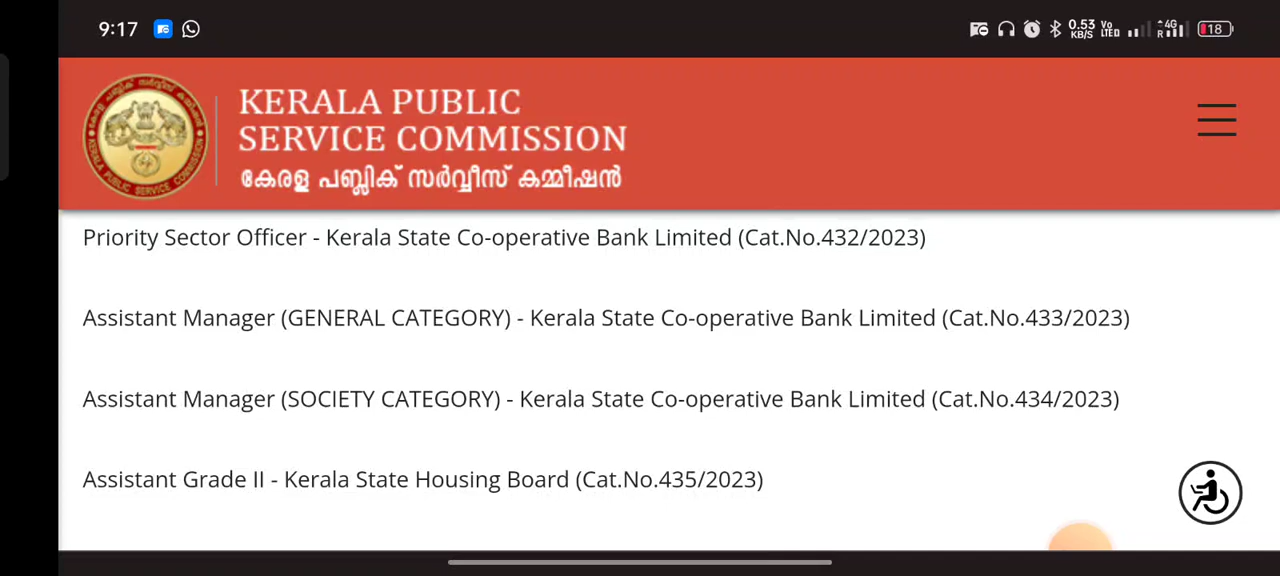 9:17
0.53
KB/S
Vo
LTED
4G
R
18
KERALA PUBLIC
SERVICE COMMISSION
കേരള പബ്ലിക് സർവ്വീസ് കമ്മീഷൻ
Priority Sector Officer - Kerala State Co-operative Bank Limited (Cat.No.432/2023)
Assistant Manager (GENERAL CATEGORY) - Kerala State Co-operative Bank Limited (Cat.No.433/2023)
Assistant Manager (SOCIETY CATEGORY) - Kerala State Co-operative Bank Limited (Cat.No.434/2023)
Assistant Grade II - Kerala State Housing Board (Cat.No.435/2023)